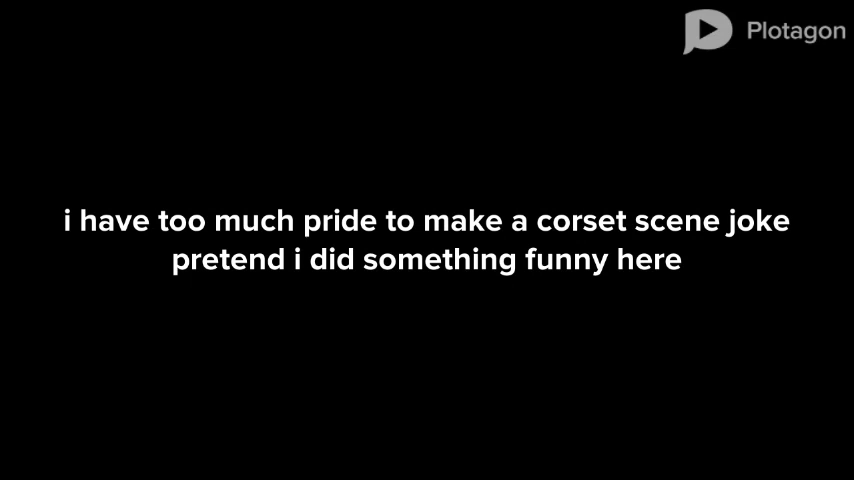 Plotagon
i have too much pride to make a corset scene joke
pretend i did something funny here